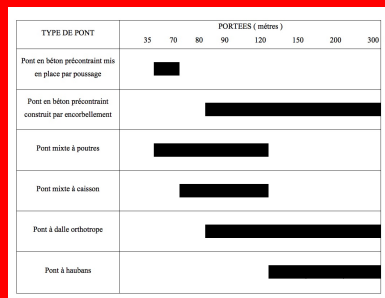 TYPE DE PONT
PORTEES ( mètres )
35 70 80 90 120 150 200 300
Pont en béton précontraint mis
en place par poussage
Pont en béton précontraint
construit par encorbellement
Pont mixte à poutres
Pont mixte à caisson
Pont à dalle orthotrope
Pont à haubans